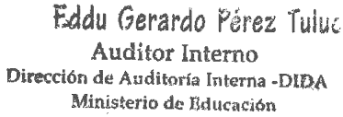 Eddu Gerardo Pérez Tuluc
Auditor Interno
Dirección de Auditoría Interna -DIDA
Ministerio de Educación